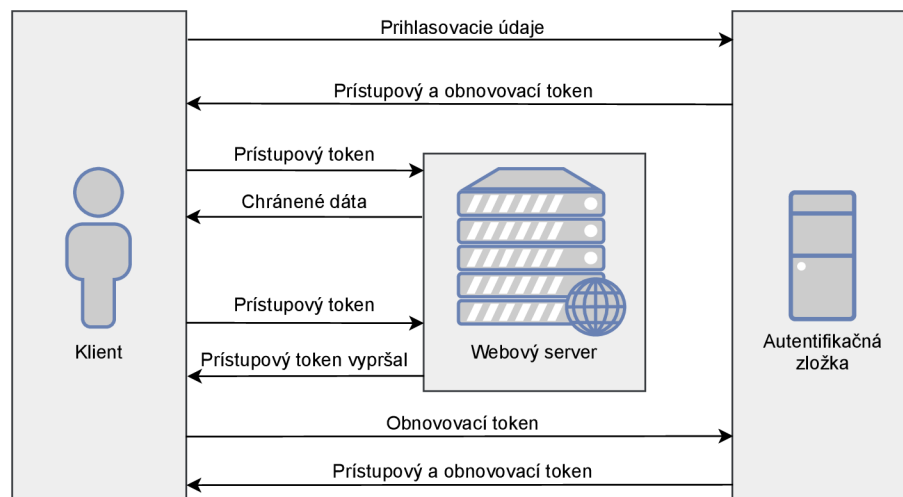 Prihlasovacie údaje
Prístupový a obnovovací token
Prístupový token
Chránené dáta
Prístupový token
Klient
Webový server
Autentifikačná
zložka
Prístupový token vypršal
Obnovovací token
Prístupový a obnovovací token